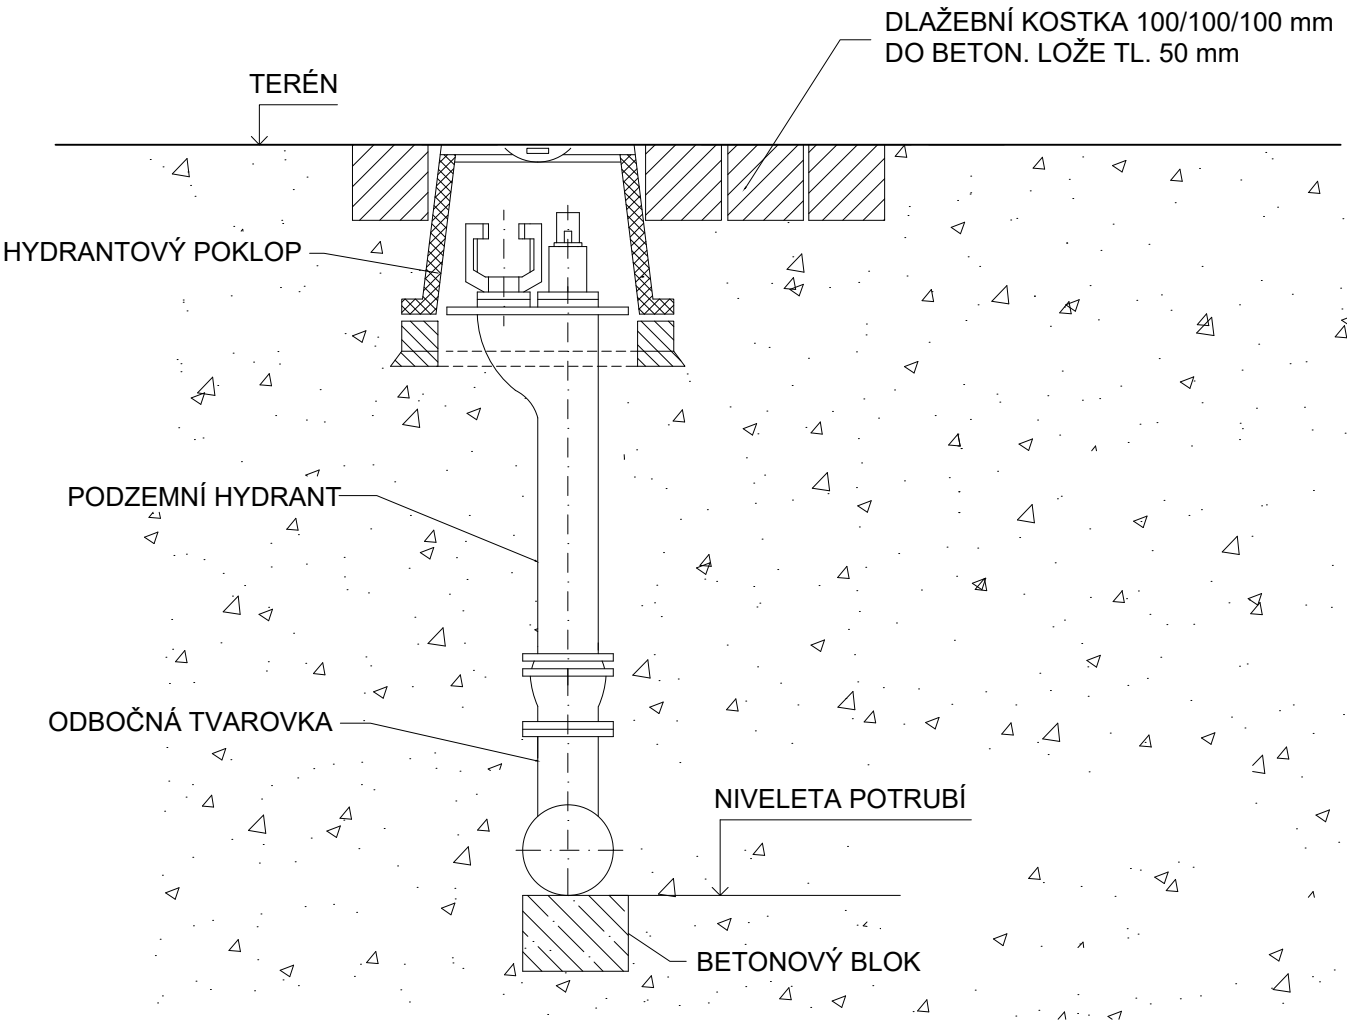 DLAŽEBNÍ KOSTKA 100/100/100 mm
DO BETON. LOŽE TL. 50 mm
TERÉN
HYDRANTOVÝ POKLOP
PODZEMNÍ HYDRANT
ODBOČNÁ TVAROVKA
NIVELETA POTRUBÍ
BETONOVÝ BLOK